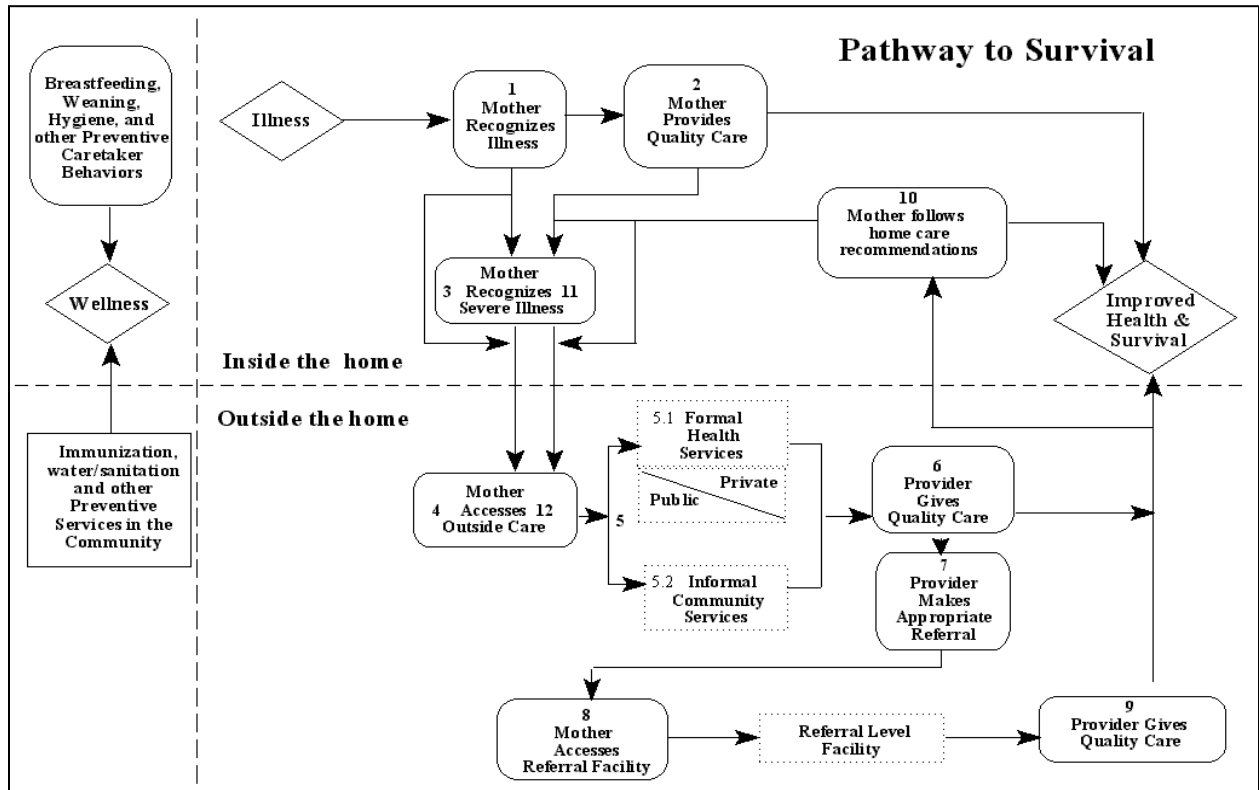 Pathway to Survival
Breastfeeding,
Weaning,
Hygiene, and
other Preventive
Caretaker
Behaviors
Wellness
Immunization,
water/sanitation
and other
Preventive
Services in the
Community
Illness
1
Mother
Recognizes
Illness
2
Mother
Provides
Quality Care
10
Mother follows
home care
recommendations
Mother
3 Recognizes 11
Severe Illness
Improved
Health &
Survival
Inside the home
Outside the home
Mother
4 Accesses 12
Outside Care
5
5.1 Formal
Health
Services
Private
Public
5.2 Informal
Community
Services
6
Provider
Gives
Quality Care
7
Provider
Makes
Appropriate
Referral
8
Mother
Accesses
Referral Facility
Referral Level
Facility
9
Provider Gives
Quality Care